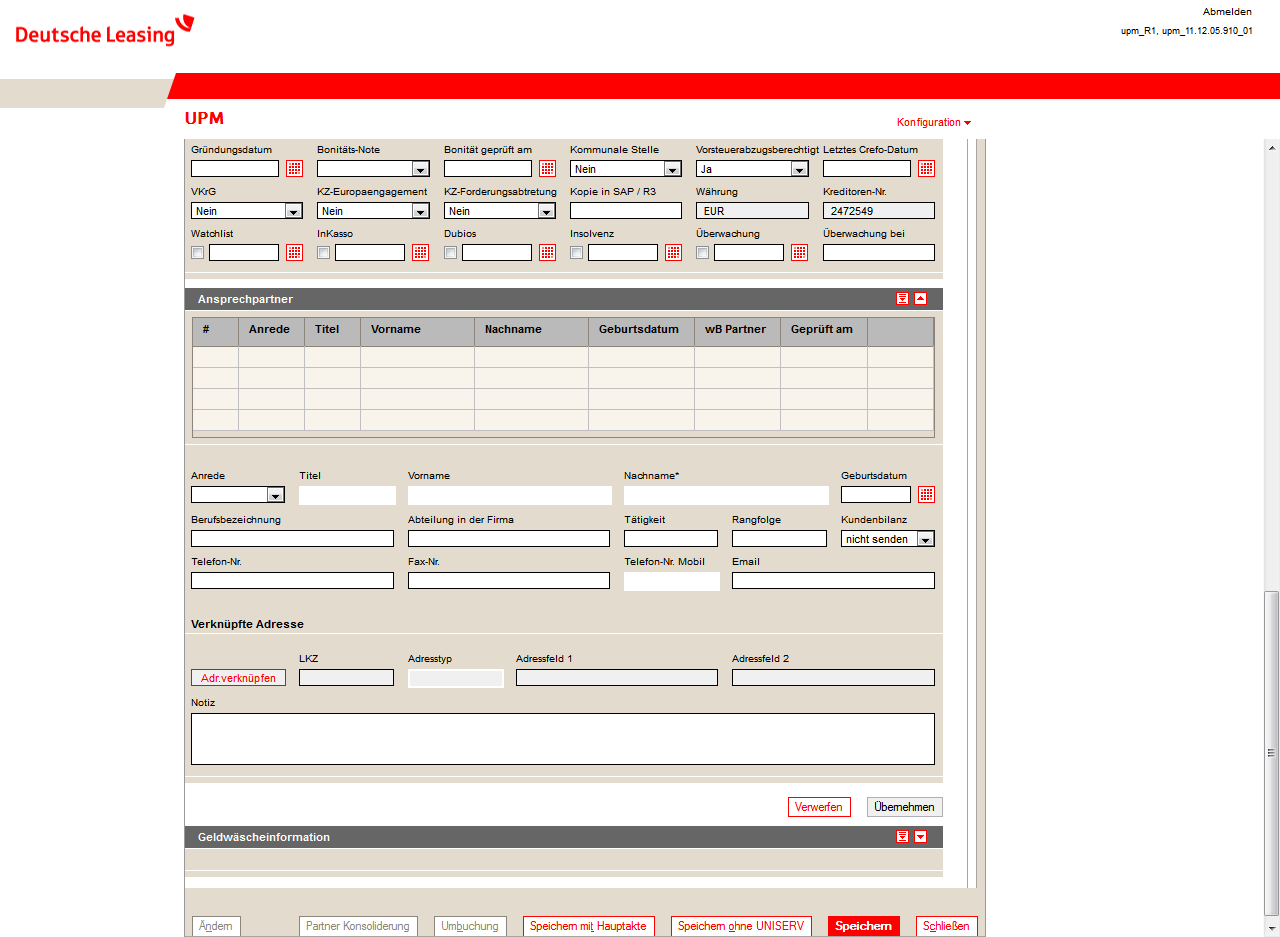 Abmelden
Deutsche Leasing
upm_R1, upm_11.12.05.910_01
UPM
Konfiguration
Gründungsdatum Bonitäts-Note Bonität geprüft am Kommunale Stelle Vorsteuerabzugsberechtigt Letztes Crefo-Datum
Nein Ja
VKrG KZ-Europaengagement KZ-Forderungsabtretung Kopie in SAP / R3 Währung Kreditoren-Nr.
Nein Nein Nein EUR 2472549
Watchlist InKasso Dubios Insolvenz Überwachung Überwachung bei
Ansprechpartner
# Anrede Titel Vorname Nachname Geburtsdatum wB Partner Geprüft am
Anrede Titel Vorname Nachname* Geburtsdatum
Berufsbezeichnung Abteilung in der Firma Tätigkeit Rangfolge Kundenbilanz
nicht senden
Telefon-Nr. Fax-Nr. Telefon-Nr. Mobil Email
Verknüpfte Adresse
LKZ Adresstyp Adressfeld 1 Adressfeld 2
Adr.verknüpfen
Notiz
Verwerfen Übernehmen
Geldwäscheinformation
Ändern Partner Konsolidierung Umbuchung Speichern mit Hauptakte Speichern ohne UNISERV Speichern Schließen